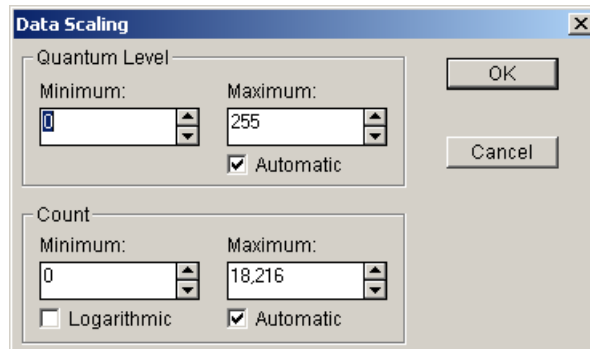 Data Scaling
Quantum Level
Minimum: Maximum:
0 255
Automatic
OK
Cancel
Count
Minimum: Maximum:
0 18,216
Logarithmic Automatic